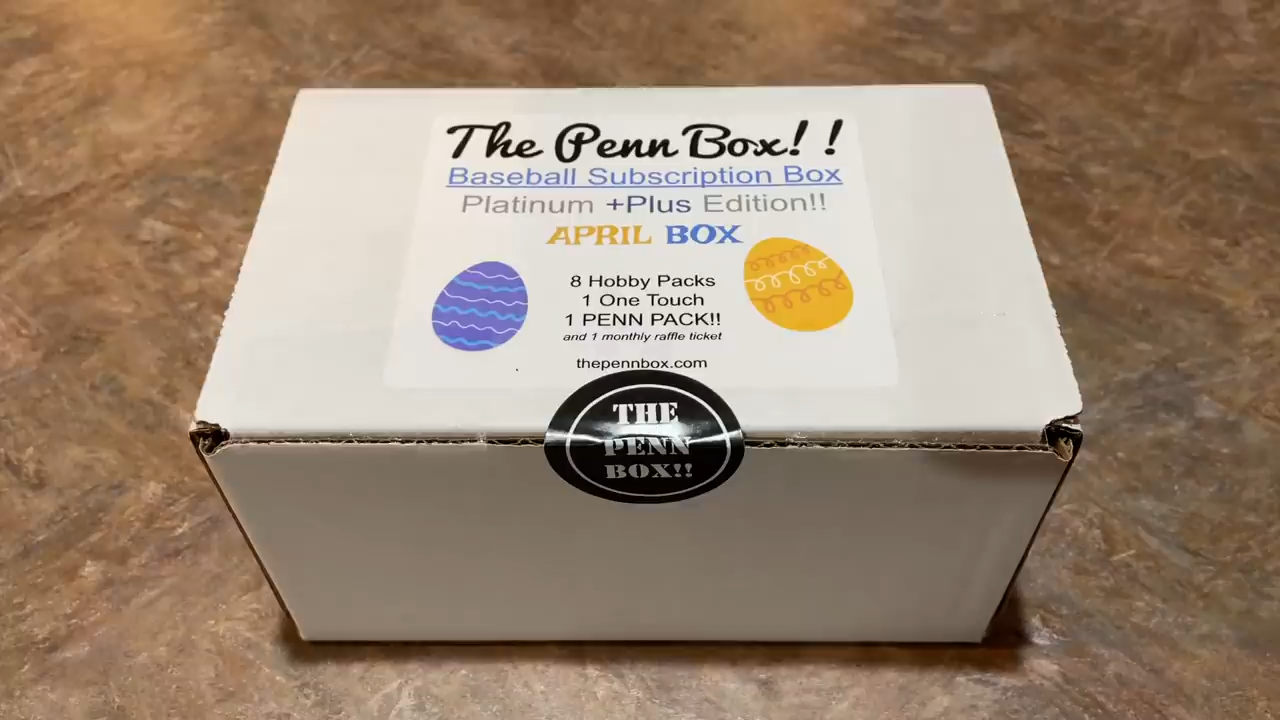 The Penn Box!!
Baseball Subscription Box
Platinum +Plus Edition!!
APRIL BOX
8 Hobby Packs
1 One Touch
1 PENN PACK!!
and 1 monthly raffle ticket
thepennbox.com
THE
PENN
BOX!!